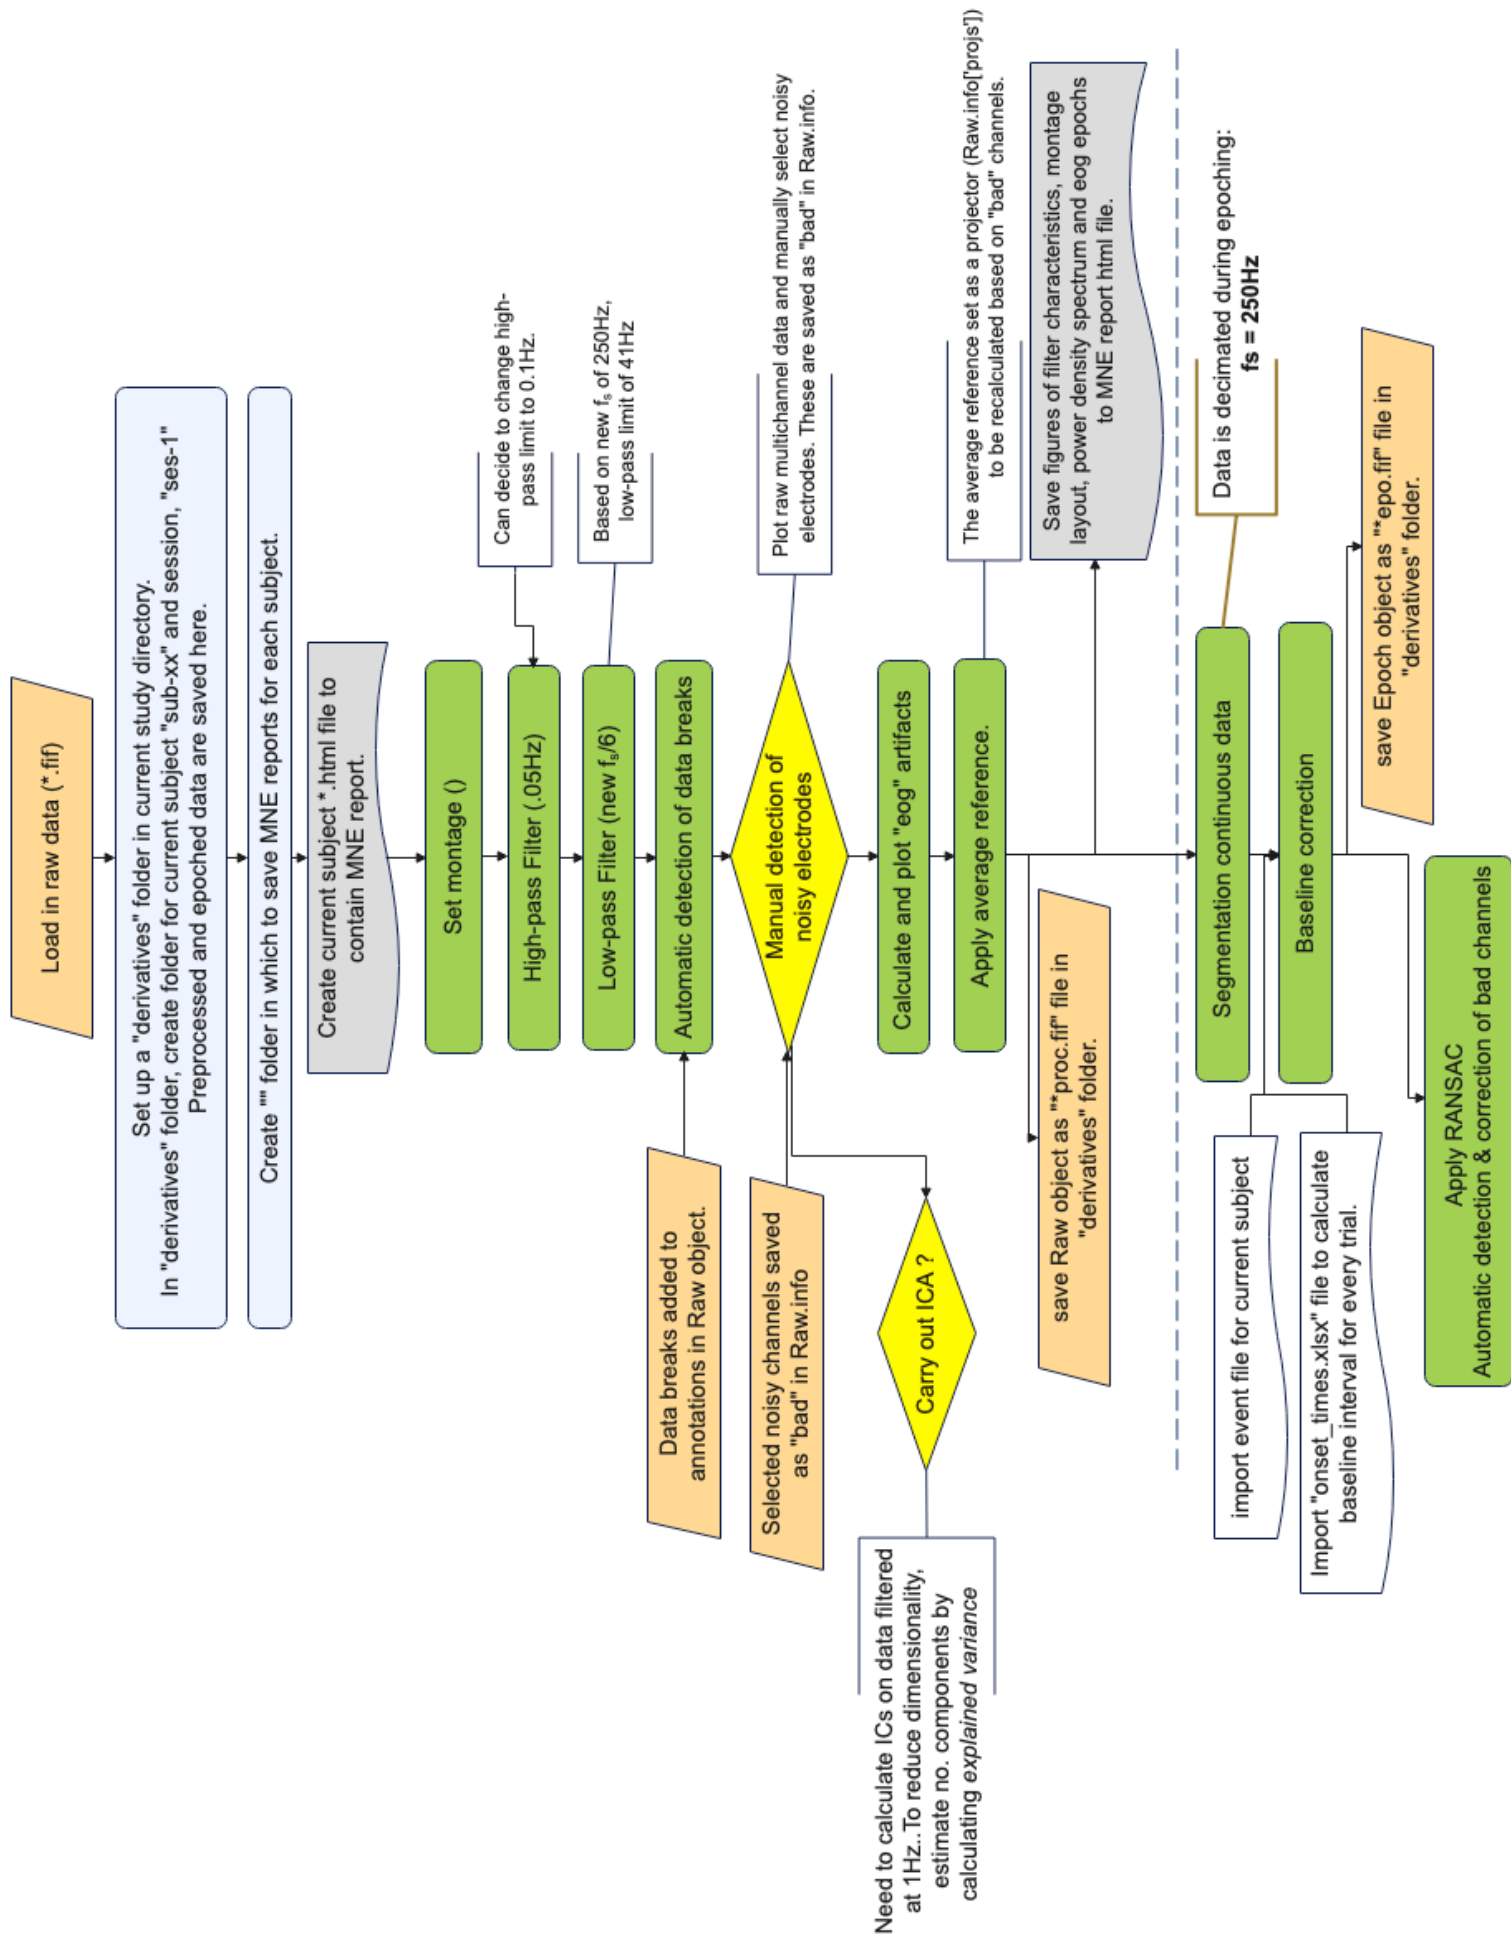 Load in raw data (*.fif)
Set up a "derivatives" folder in current study directory.
In "derivatives" folder, create folder for current subject "sub-xx" and session, "ses-1"
Preprocessed and epoched data are saved here.
Create "" folder in which to save MNE reports for each subject.
Create current subject *.html file to
contain MNE report.
Set montage ()
High-pass Filter (.05Hz)
Can decide to change high-
pass limit to 0.1Hz.
Low-pass Filter (new fs/6)
Based on new fs of 250Hz,
low-pass limit of 41Hz
Automatic detection of data breaks
Data breaks added to
annotations in Raw object.
Manual detection of
noisy electrodes
Plot raw multichannel data and manually select noisy
electrodes. These are saved as "bad" in Raw.info.
Selected noisy channels saved
as "bad" in Raw.info
Carry out ICA ?
Need to calculate ICs on data filtered
at 1Hz..To reduce dimensionality,
estimate no. components by
calculating explained variance
Calculate and plot "eog" artifacts
Apply average reference.
The average reference set as a projector (Raw.info['projs'])
to be recalculated based on "bad" channels.
Save figures of filter characteristics, montage
layout, power density spectrum and eog epochs
to MNE report html file.
save Raw object as "*proc.fif" file in
"derivatives" folder.
Segmentation continuous data
Data is decimated during epoching:
fs = 250Hz
import event file for current subject
Import "onset_times.xlsx" file to calculate
baseline interval for every trial.
Baseline correction
save Epoch object as "*epo.fif" file in
"derivatives" folder.
Apply RANSAC
Automatic detection & correction of bad channels